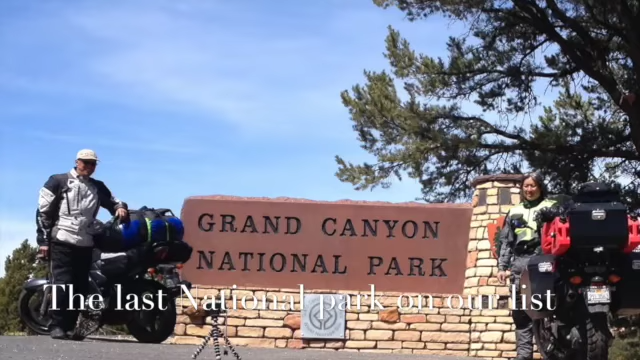 GRAND CANYON
NATIONAL PARK
The last National park on our list